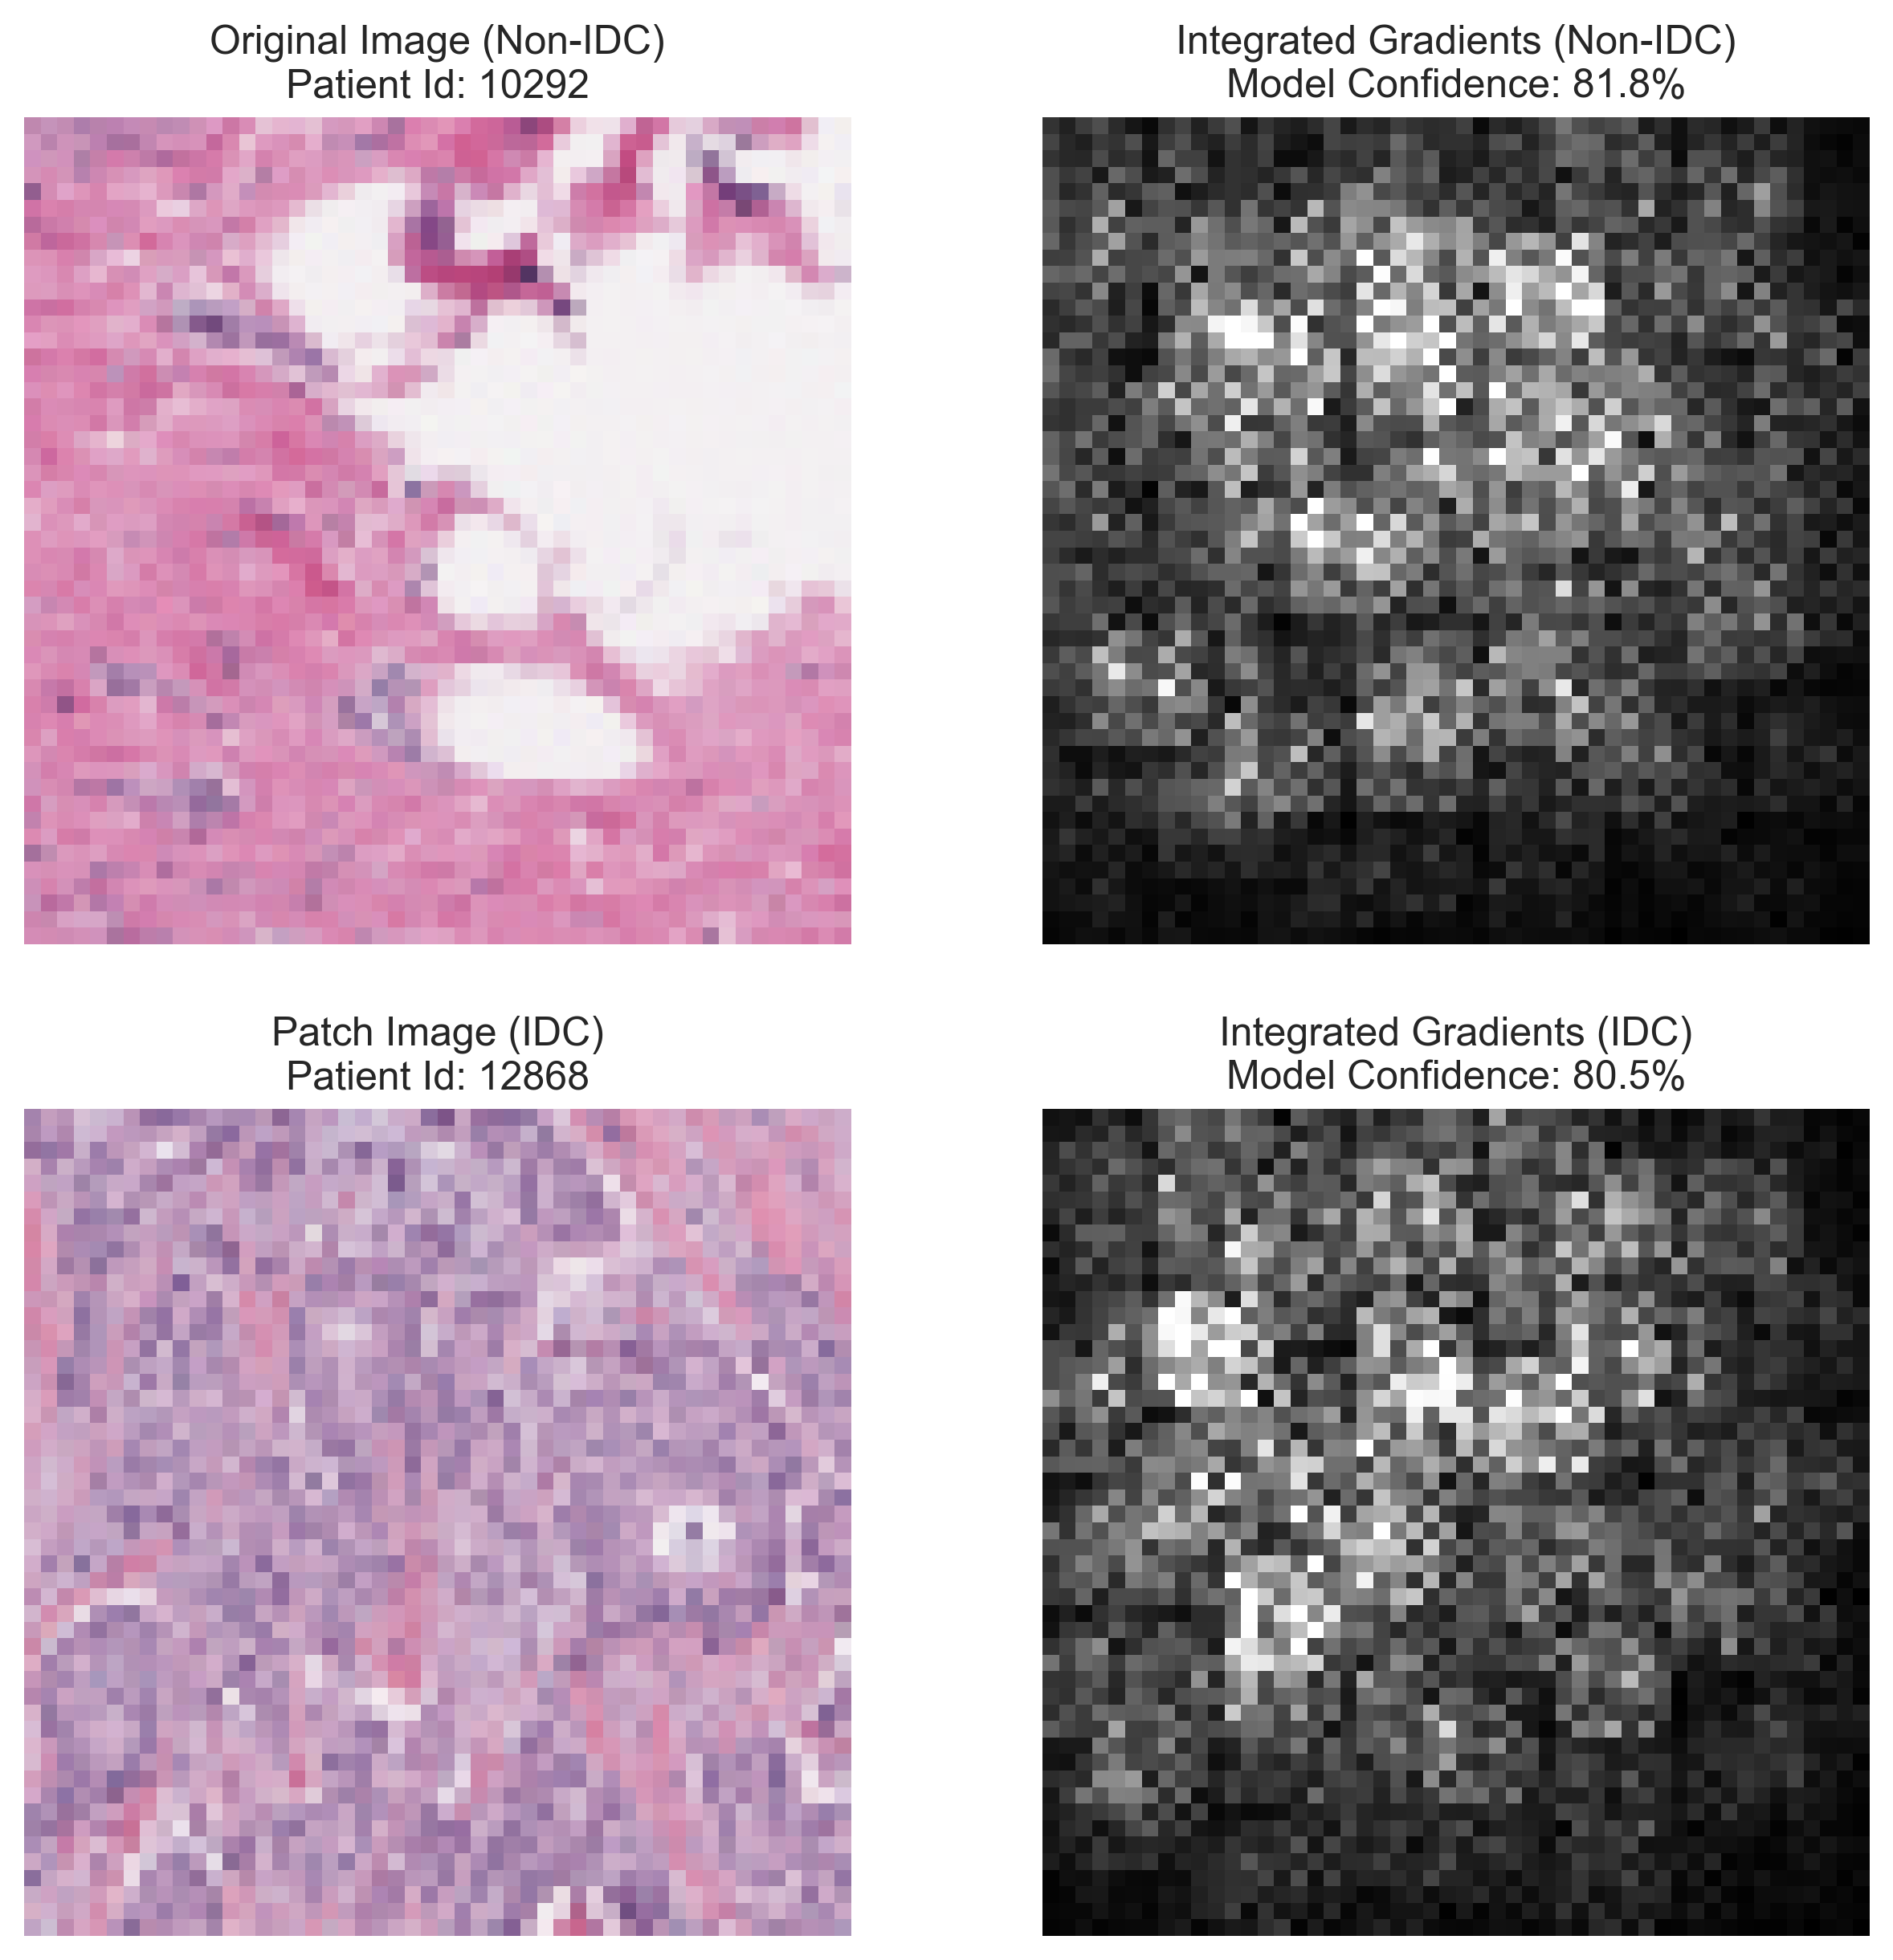 Original Image (Non-IDC)
Patient Id: 10292
Integrated Gradients (Non-IDC)
Model Confidence: 81.8%
Patch Image (IDC)
Patient Id: 12868
Integrated Gradients (IDC)
Model Confidence: 80.5%